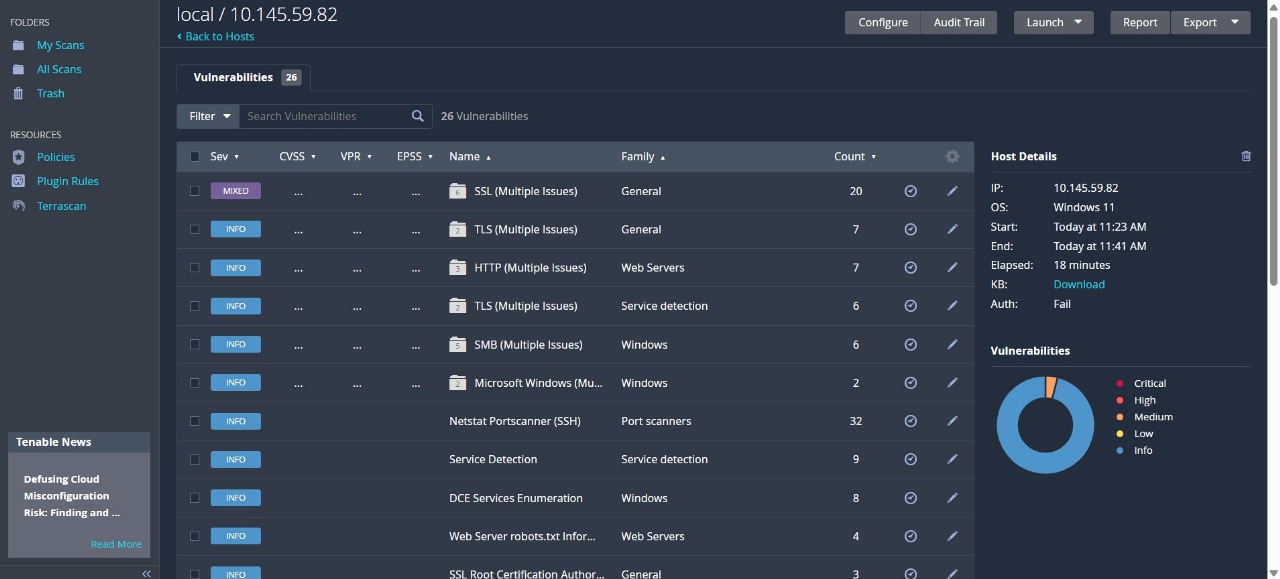 FOLDERS
My Scans
All Scans
Trash
RESOURCES
Policies
Plugin Rules
Terrascan
Tenable News
Defusing Cloud
Misconfiguration
Risk: Finding and ...
Read More
local / 10.145.59.82
Back to Hosts
Configure Audit Trail Launch Report Export
Vulnerabilities 26
Filter Search Vulnerabilities 26 Vulnerabilities
Sev CVSS VPR EPSS Name Family Count
MIXED ... ... ... 6 SSL (Multiple Issues) General 20
INFO ... ... ... 2 TLS (Multiple Issues) General 7
INFO ... ... ... 3 HTTP (Multiple Issues) Web Servers 7
INFO ... ... ... 2 TLS (Multiple Issues) Service detection 6
INFO ... ... ... 5 SMB (Multiple Issues) Windows 6
INFO ... ... ... 2 Microsoft Windows (Mu... Windows 2
INFO Netstat Portscanner (SSH) Port scanners 32
INFO Service Detection Service detection 9
INFO DCE Services Enumeration Windows 8
INFO Web Server robots.txt Infor... Web Servers 4
INFO SSL Root Certification Author... General 3
Host Details
IP: 10.145.59.82
OS: Windows 11
Start: Today at 11:23 AM
End: Today at 11:41 AM
Elapsed: 18 minutes
KB: Download
Auth: Fail
Vulnerabilities
Critical
High
Medium
Low
Info